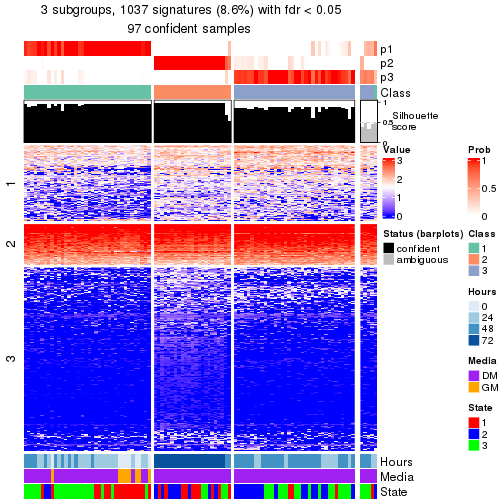 3 subgroups, 1037 signatures (8.6%) with fdr < 0.05
97 confident samples
p1
p2
p3
Class
1
0.5
0
Silhouette
score
1
2
3
Value
3
2
1
0
Prob
1
0.5
0
Status (barplots)
confident
ambiguous
Class
1
2
3
Hours
0
24
48
72
Media
DM
GM
State
1
2
3
Hours
Media
State